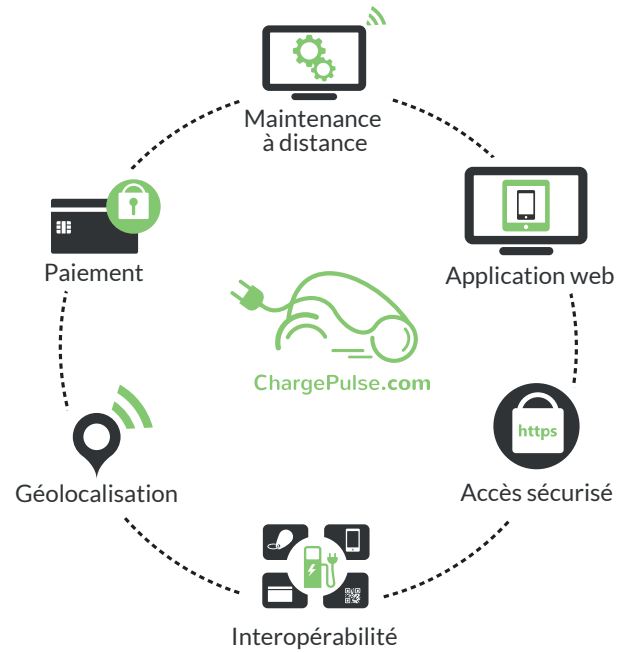 Maintenance
à distance
Paiement
Application web
ChargePulse.com
https
Géolocalisation
Accès sécurisé
Interopérabilité